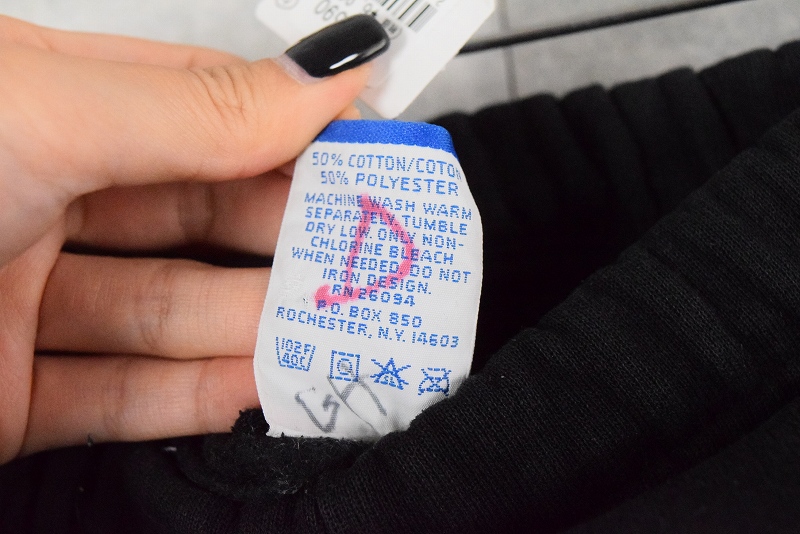 50% COTTON/COTON
50% POLYESTER
MACHINE WASH WARM
SEPARATELY. TUMBLE
DRY LOW. ONLY NON-
CHLORINE BLEACH
WHEN NEEDED. DO NOT
IRON DESIGN.
RN 26094
P.O. BOX 850
ROCHESTER, N.Y. 14603
102F
40C
D